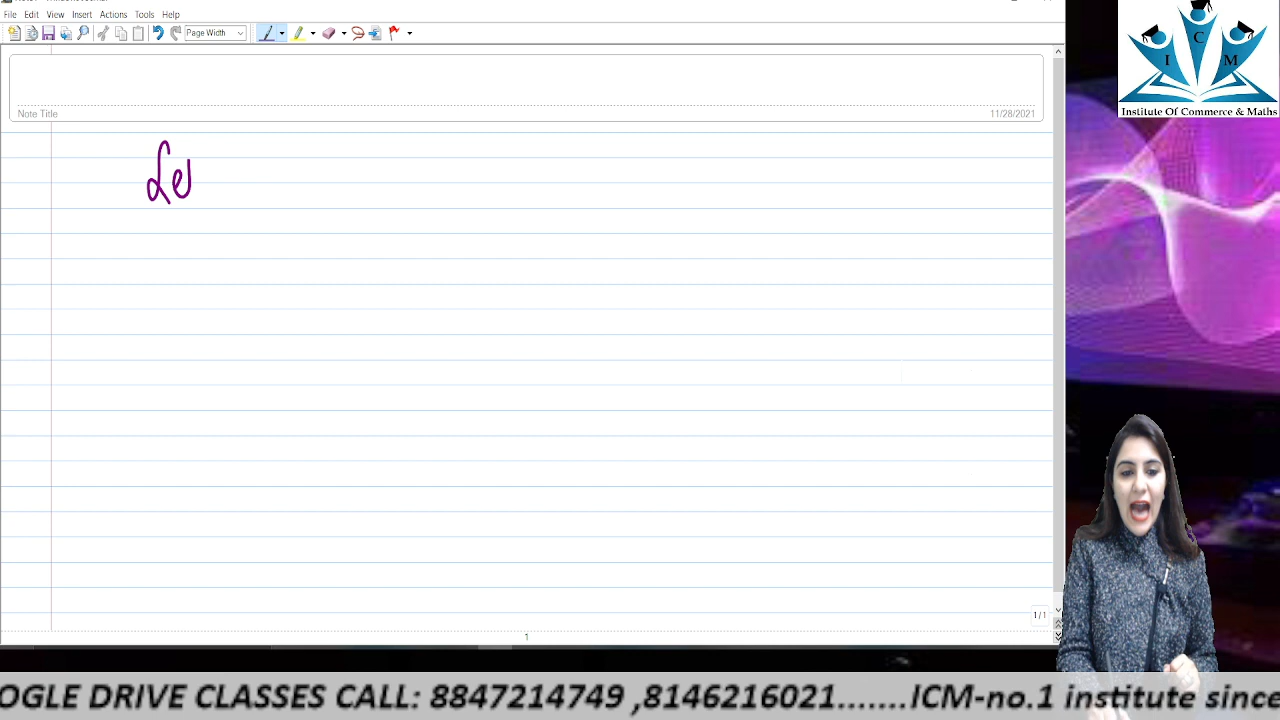 File Edit View Insert Actions Tools Help
Page Width
Note Title
11/28/2021
Le
1/1
1
I C M
Institute Of Commerce & Maths
OGLE DRIVE CLASSES CALL: 8847214749 ,8146216021.......ICM-no.1 institute since